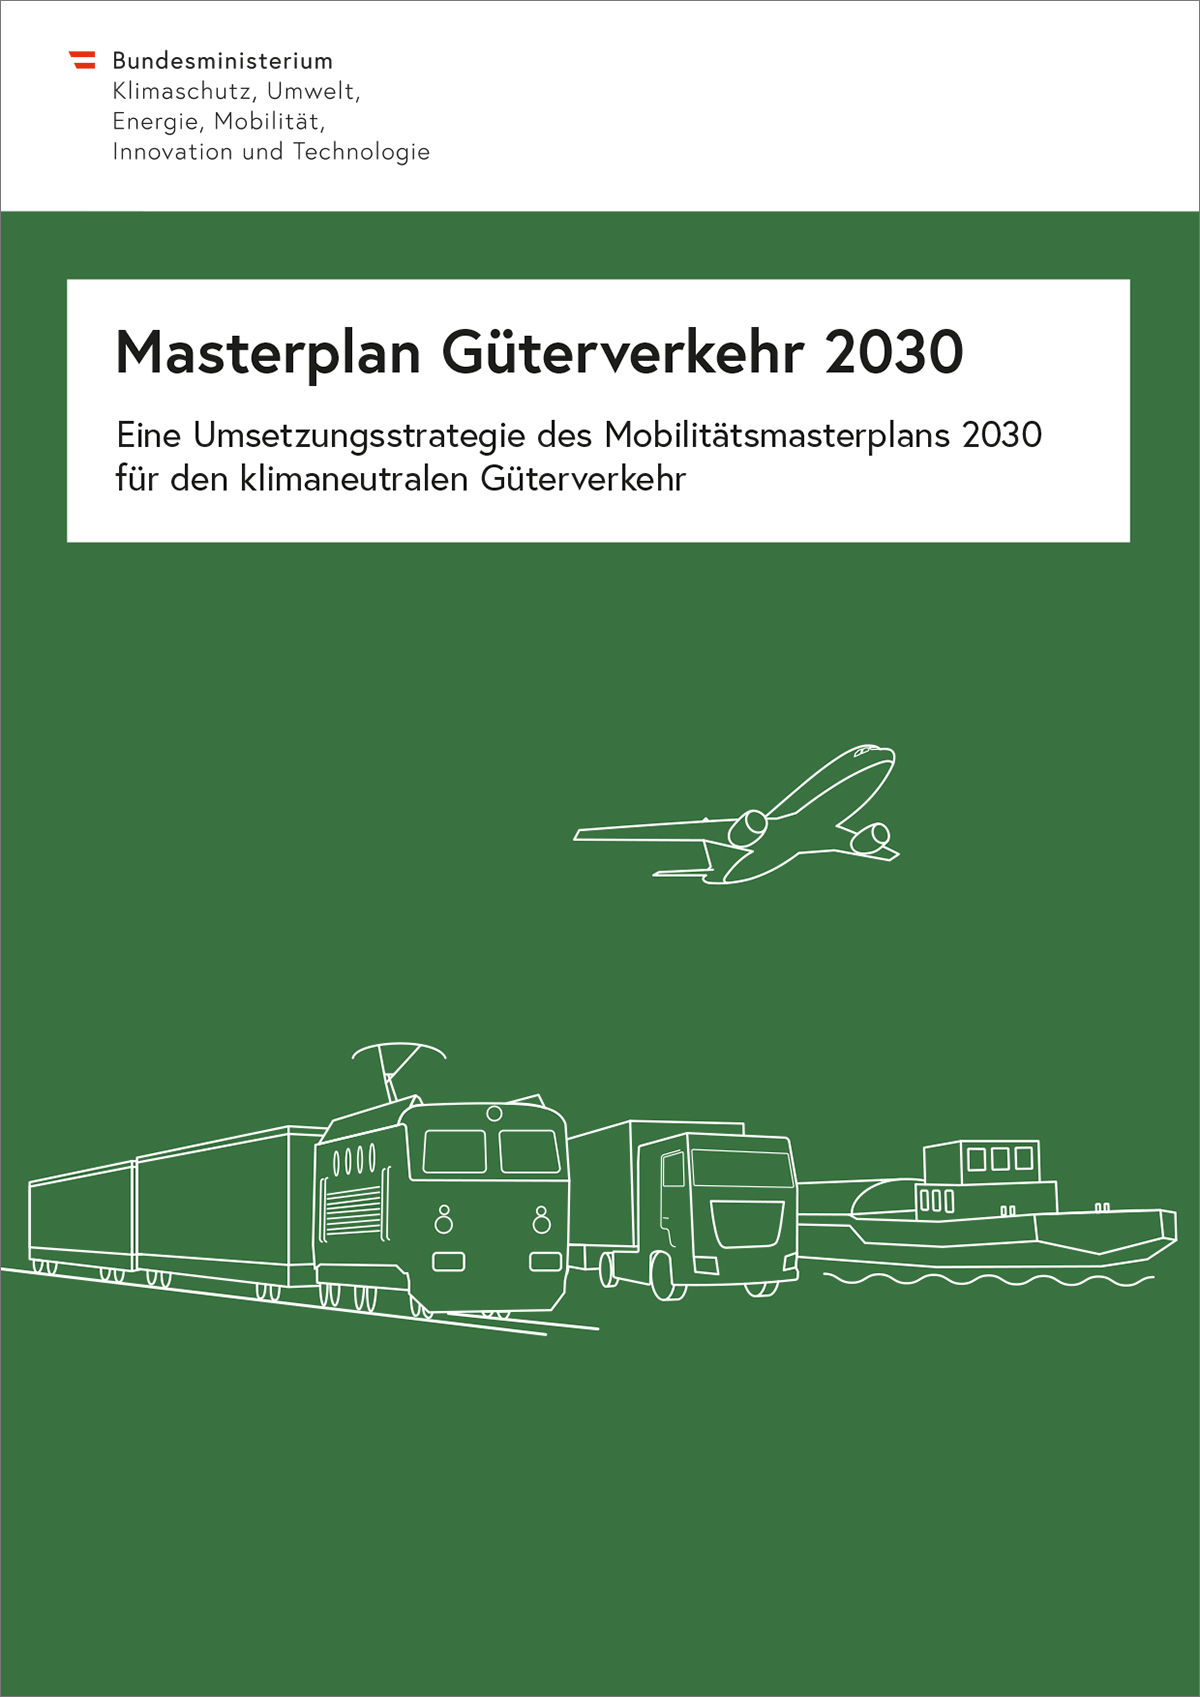 Bundesministerium
Klimaschutz, Umwelt,
Energie, Mobilität,
Innovation und Technologie
Masterplan Güterverkehr 2030
Eine Umsetzungsstrategie des Mobilitätsmasterplans 2030
für den klimaneutralen Güterverkehr